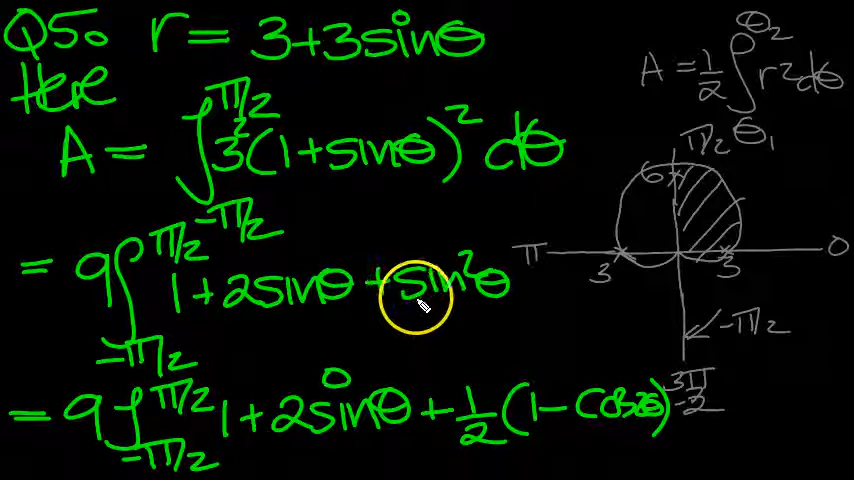 Q5. r = 3+3sinθ
Here
A = ∫_{-π/2}^{π/2} 3²(1+sinθ)² dθ
= 9∫_{-π/2}^{π/2} 1+2sinθ+sin²θ
= 9∫_{-π/2}^{π/2} 1+2sinθ+½(1-cos2θ)
A = ½∫_{θ₁}^{θ₂} r² dθ
π/2
6
π
0
3
3
-π/2
3π/2